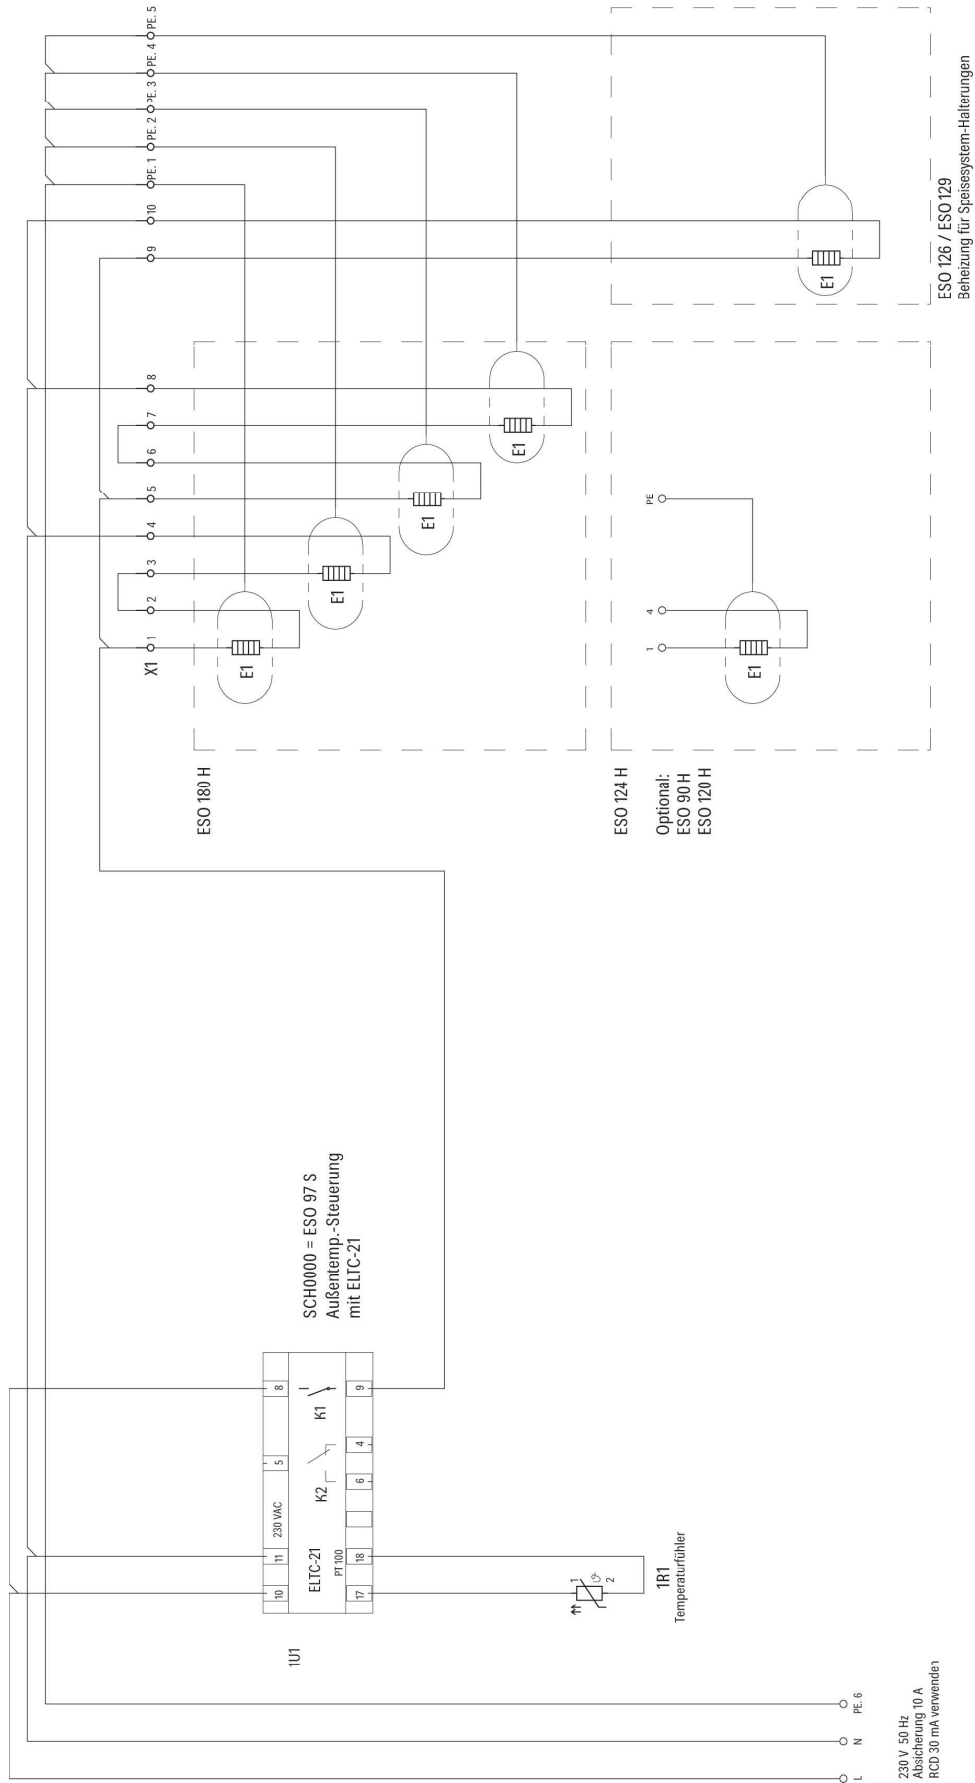 X1
1
2
3
4
5
6
7
8
9
10
PE. 1
PE. 2
PE. 3
PE. 4
PE. 5
E1
E1
E1
E1
E1
E1
1
4
PE
ESO 180 H
ESO 124 H
Optional:
ESO 90 H
ESO 120 H
ESO 126 / ESO129
Beheizung für Speisesystem-Halterungen
SCH0000 = ESO 97 S
Außentemp.-Steuerung
mit ELTC-21
1U1
10
11
230 VAC
5
8
ELTC-21
K2
K1
PT100
17
18
6
4
9
1
2
ϑ
1R1
Temperaturfühler
L
N
PE. 6
230 V 50 Hz
Absicherung 10 A
RCD 30 mA verwenden